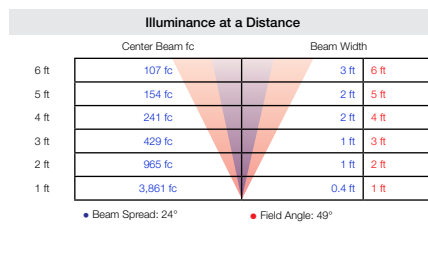 Illuminance at a Distance
Center Beam fc Beam Width
6 ft 107 fc 3 ft 6 ft
5 ft 154 fc 2 ft 5 ft
4 ft 241 fc 2 ft 4 ft
3 ft 429 fc 1 ft 3 ft
2 ft 965 fc 1 ft 2 ft
1 ft 3,861 fc 0.4 ft 1 ft
• Beam Spread: 24° • Field Angle: 49°